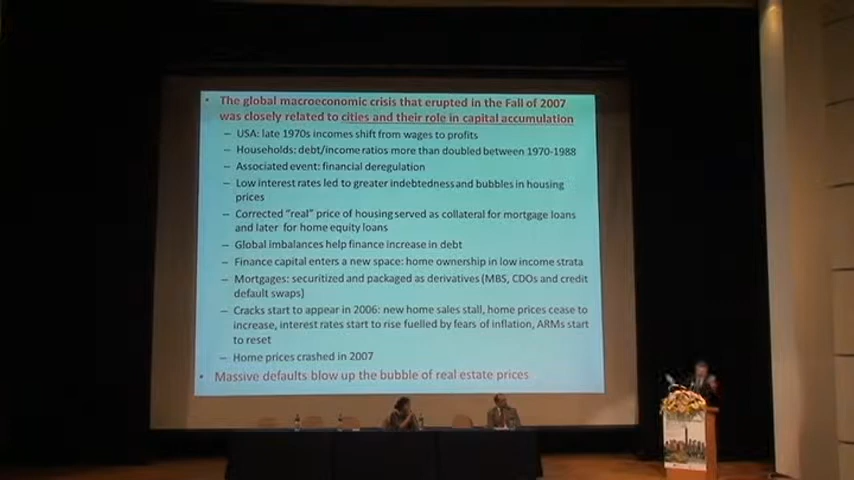 • The global macroeconomic crisis that erupted in the Fall of 2007
was closely related to cities and their role in capital accumulation
– USA: late 1970s incomes shift from wages to profits
– Households: debt/income ratios more than doubled between 1970-1988
– Associated event: financial deregulation
– Low interest rates led to greater indebtedness and bubbles in housing
prices
– Corrected “real” price of housing served as collateral for mortgage loans
and later for home equity loans
– Global imbalances help finance increase in debt
– Finance capital enters a new space: home ownership in low income strata
– Mortgages: securitized and packaged as derivatives (MBS, CDOs and credit
default swaps)
– Cracks start to appear in 2006: new home sales stall, home prices cease to
increase, interest rates start to rise fuelled by fears of inflation, ARMs start
to reset
– Home prices crashed in 2007
• Massive defaults blow up the bubble of real estate prices